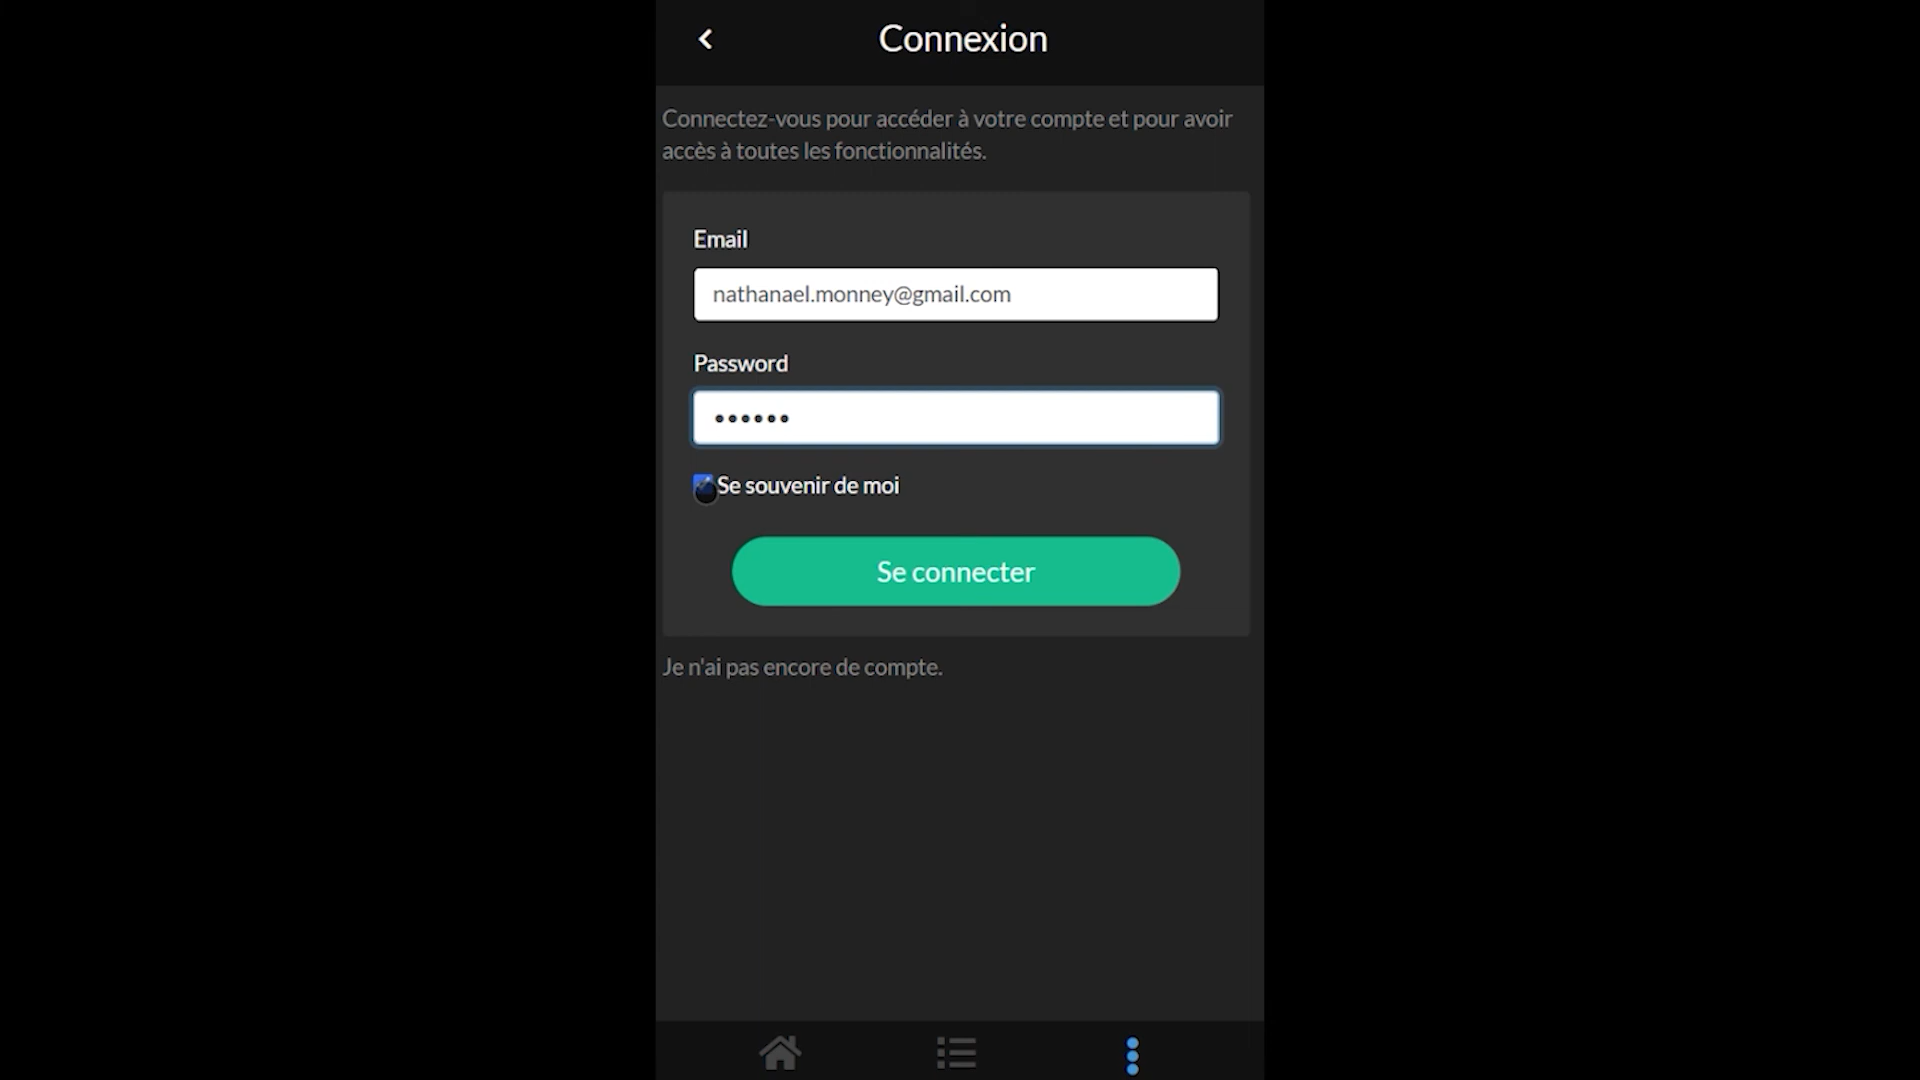 Connexion
Connectez-vous pour accéder à votre compte et pour avoir
accès à toutes les fonctionnalités.
Email
nathanael.monney@gmail.com
Password
••••••
Se souvenir de moi
Se connecter
Je n'ai pas encore de compte.